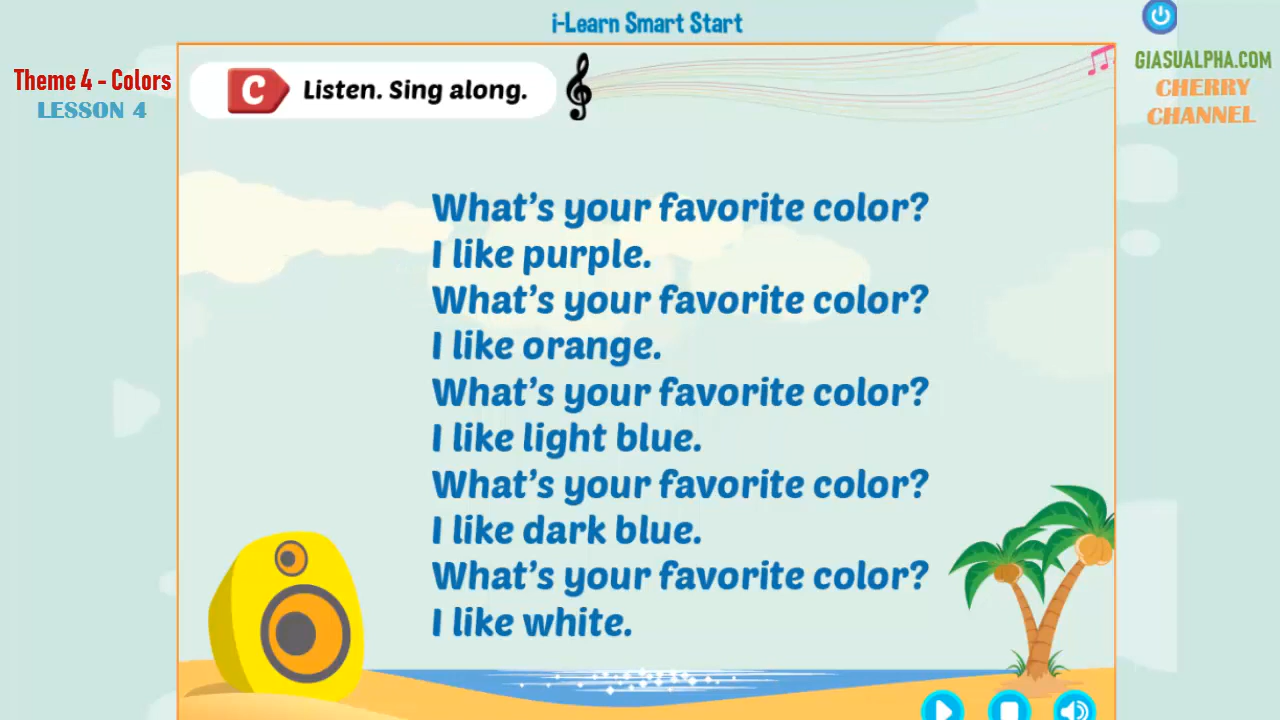 i-Learn Smart Start
Theme 4 - Colors
LESSON 4
GIASUALPHA.COM
CHERRY
CHANNEL
C Listen. Sing along.
What's your favorite color?
I like purple.
What's your favorite color?
I like orange.
What's your favorite color?
I like light blue.
What's your favorite color?
I like dark blue.
What's your favorite color?
I like white.